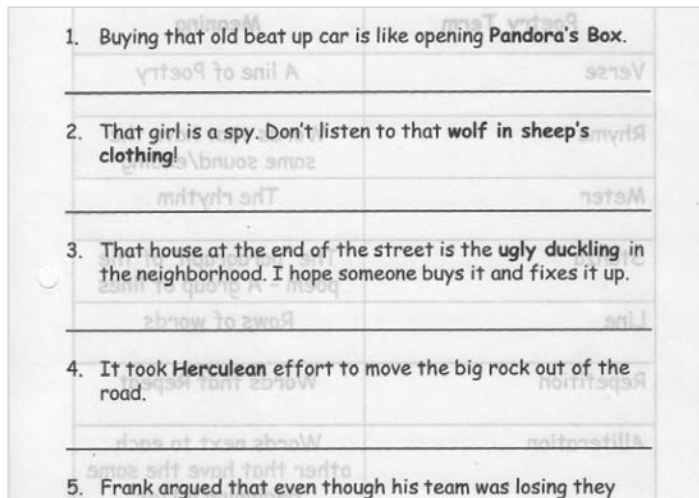 1. Buying that old beat up car is like opening Pandora's Box.
2. That girl is a spy. Don't listen to that wolf in sheep's
clothing!
3. That house at the end of the street is the ugly duckling in
the neighborhood. I hope someone buys it and fixes it up.
4. It took Herculean effort to move the big rock out of the
road.
5. Frank argued that even though his team was losing they